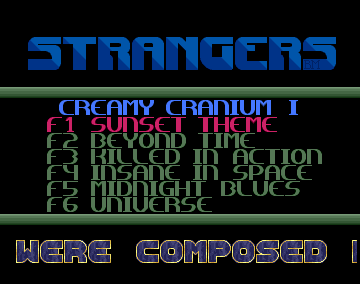 STRANGERS
CREAMY CRANIUM I
F1 SUNSET THEME
F2 BEYOND TIME
F3 KILLED IN ACTION
F4 INSANE IN SPACE
F5 MIDNIGHT BLUES
F6 UNIVERSE
WERE COMPOSED